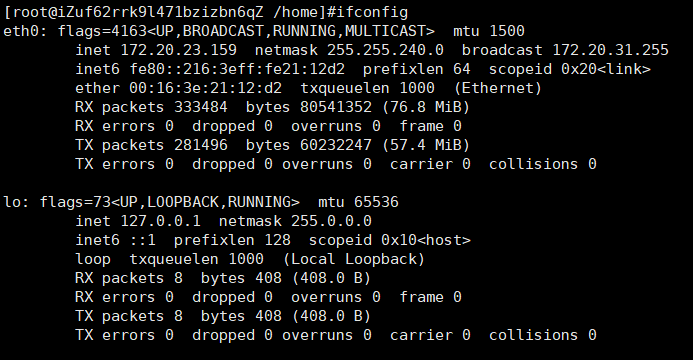 [root@iZuf62rrk9l471bzizbn6qZ /home]#ifconfig
eth0: flags=4163<UP,BROADCAST,RUNNING,MULTICAST>  mtu 1500
        inet 172.20.23.159  netmask 255.255.240.0  broadcast 172.20.31.255
        inet6 fe80::216:3eff:fe21:12d2  prefixlen 64  scopeid 0x20<link>
        ether 00:16:3e:21:12:d2  txqueuelen 1000  (Ethernet)
        RX packets 333484  bytes 80541352 (76.8 MiB)
        RX errors 0  dropped 0  overruns 0  frame 0
        TX packets 281496  bytes 60232247 (57.4 MiB)
        TX errors 0  dropped 0 overruns 0  carrier 0  collisions 0

lo: flags=73<UP,LOOPBACK,RUNNING>  mtu 65536
        inet 127.0.0.1  netmask 255.0.0.0
        inet6 ::1  prefixlen 128  scopeid 0x10<host>
        loop  txqueuelen 1000  (Local Loopback)
        RX packets 8  bytes 408 (408.0 B)
        RX errors 0  dropped 0  overruns 0  frame 0
        TX packets 8  bytes 408 (408.0 B)
        TX errors 0  dropped 0 overruns 0  carrier 0  collisions 0